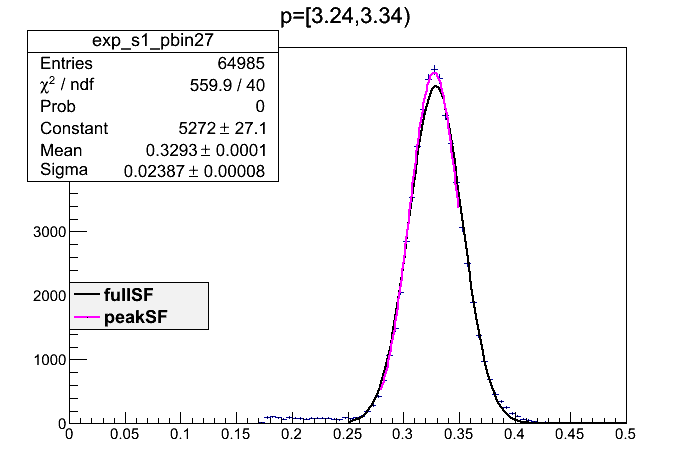 p=[3.24,3.34)
exp_s1_pbin27
Entries 64985
χ² / ndf 559.9 / 40
Prob 0
Constant 5272 ± 27.1
Mean 0.3293 ± 0.0001
Sigma 0.02387 ± 0.00008
3000
2000
fullSF
peakSF
1000
0
0 0.05 0.1 0.15 0.2 0.25 0.3 0.35 0.4 0.45 0.5